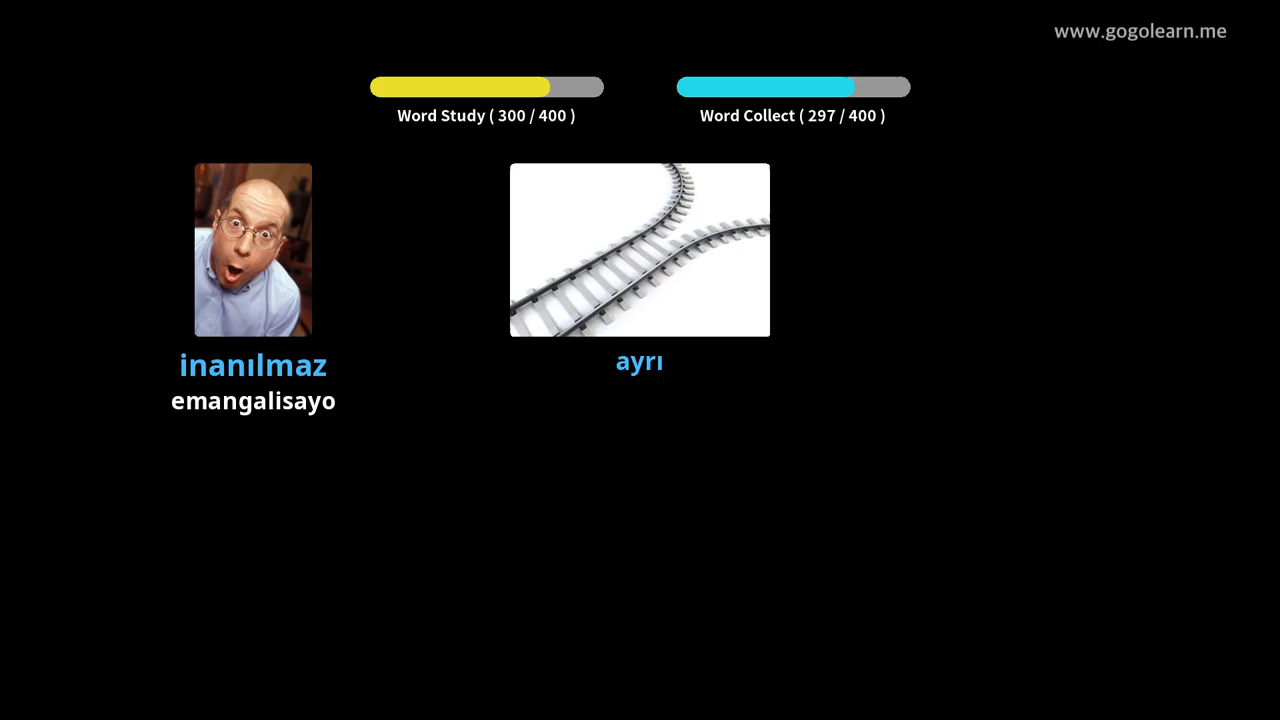 www.gogolearn.me
Word Study ( 300 / 400 )
Word Collect ( 297 / 400 )
inanılmaz
emangalisayo
ayrı